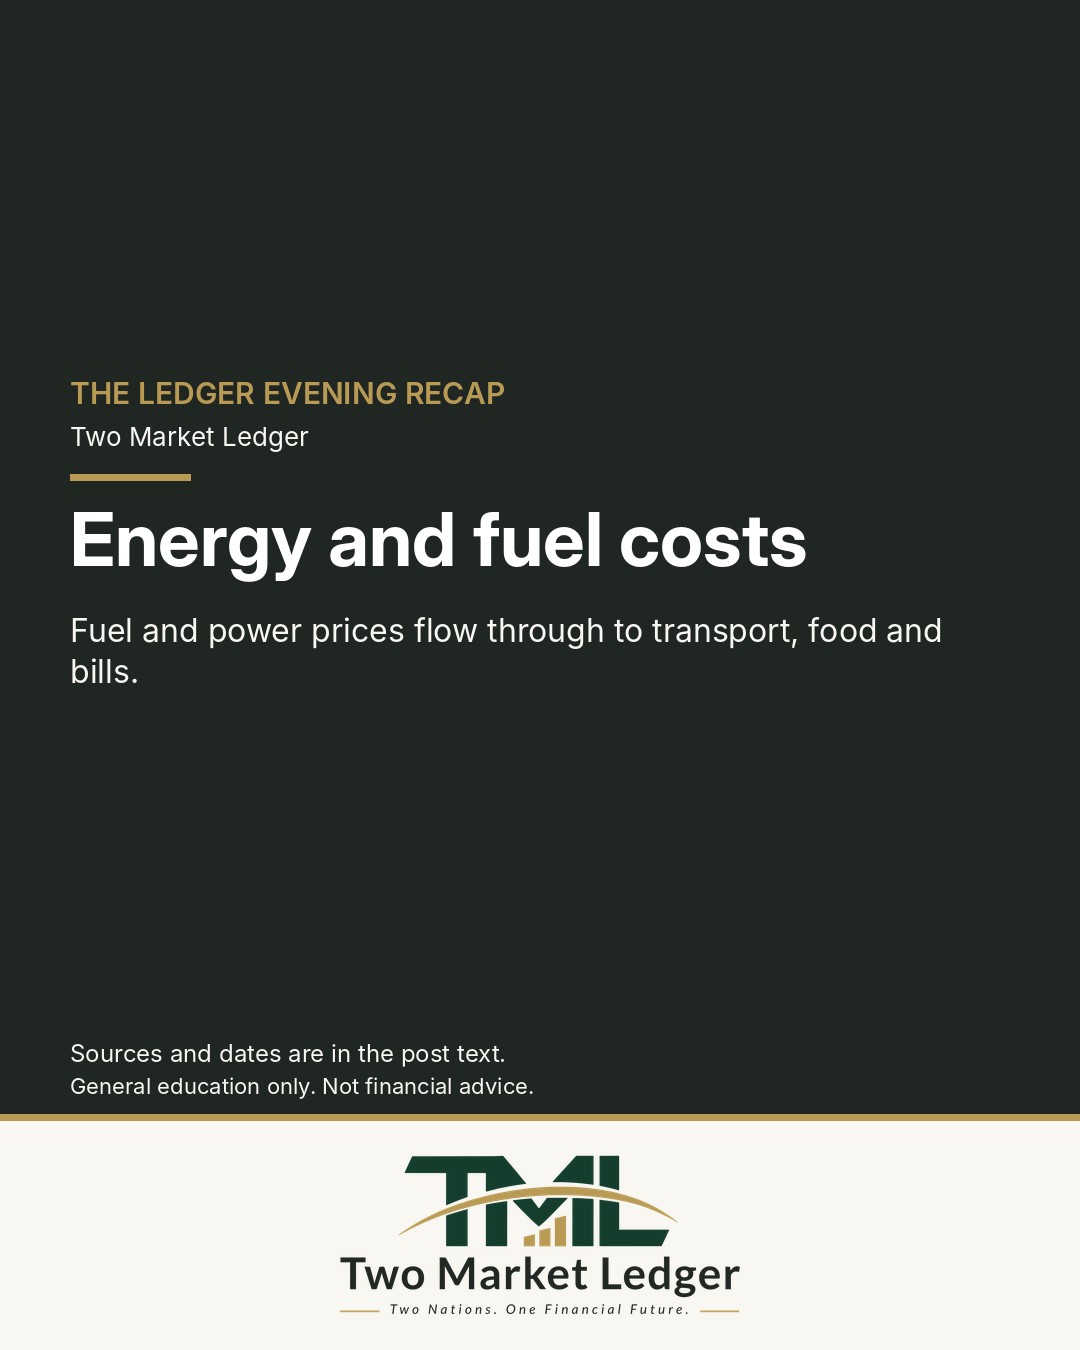 THE LEDGER EVENING RECAP
Two Market Ledger
Energy and fuel costs
Fuel and power prices flow through to transport, food and
bills.
Sources and dates are in the post text.
General education only. Not financial advice.
TML
Two Market Ledger
Two Nations. One Financial Future.